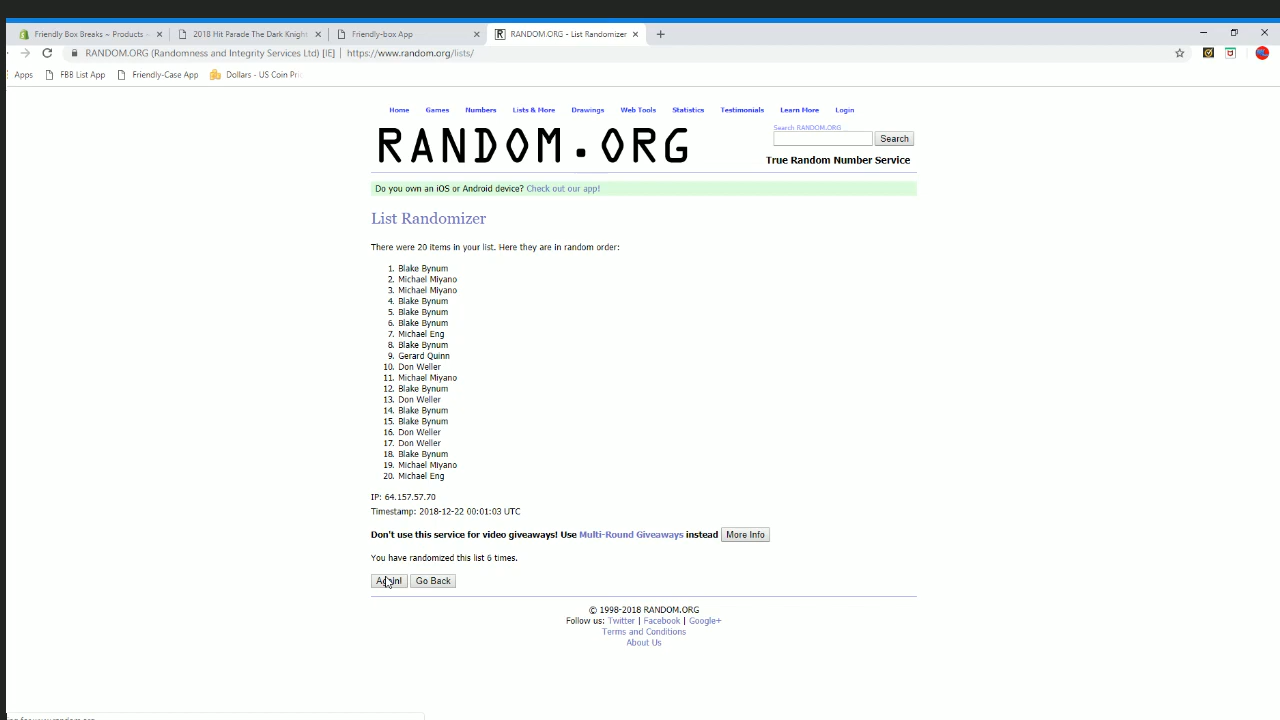 Friendly Box Breaks ~ Products ~
2018 Hit Parade The Dark Knigh
Friendly-box App
RANDOM.ORG - List Randomizer
RANDOM.ORG (Randomness and Integrity Services Ltd) [IE] | https://www.random.org/lists/
Apps FBB List App Friendly-Case App Dollars - US Coin Pri
Home Games Numbers Lists & More Drawings Web Tools Statistics Testimonials Learn More Login
RANDOM.ORG
Search RANDOM.ORG
Search
True Random Number Service
Do you own an iOS or Android device? Check out our app!
List Randomizer
There were 20 items in your list. Here they are in random order:
1. Blake Bynum
2. Michael Miyano
3. Michael Miyano
4. Blake Bynum
5. Blake Bynum
6. Blake Bynum
7. Michael Eng
8. Blake Bynum
9. Gerard Quinn
10. Don Weller
11. Michael Miyano
12. Blake Bynum
13. Don Weller
14. Blake Bynum
15. Blake Bynum
16. Don Weller
17. Don Weller
18. Blake Bynum
19. Michael Miyano
20. Michael Eng
IP: 64.157.57.70
Timestamp: 2018-12-22 00:01:03 UTC
Don't use this service for video giveaways! Use Multi-Round Giveaways instead More Info
You have randomized this list 6 times.
Again! Go Back
© 1998-2018 RANDOM.ORG
Follow us: Twitter | Facebook | Google+
Terms and Conditions
About Us